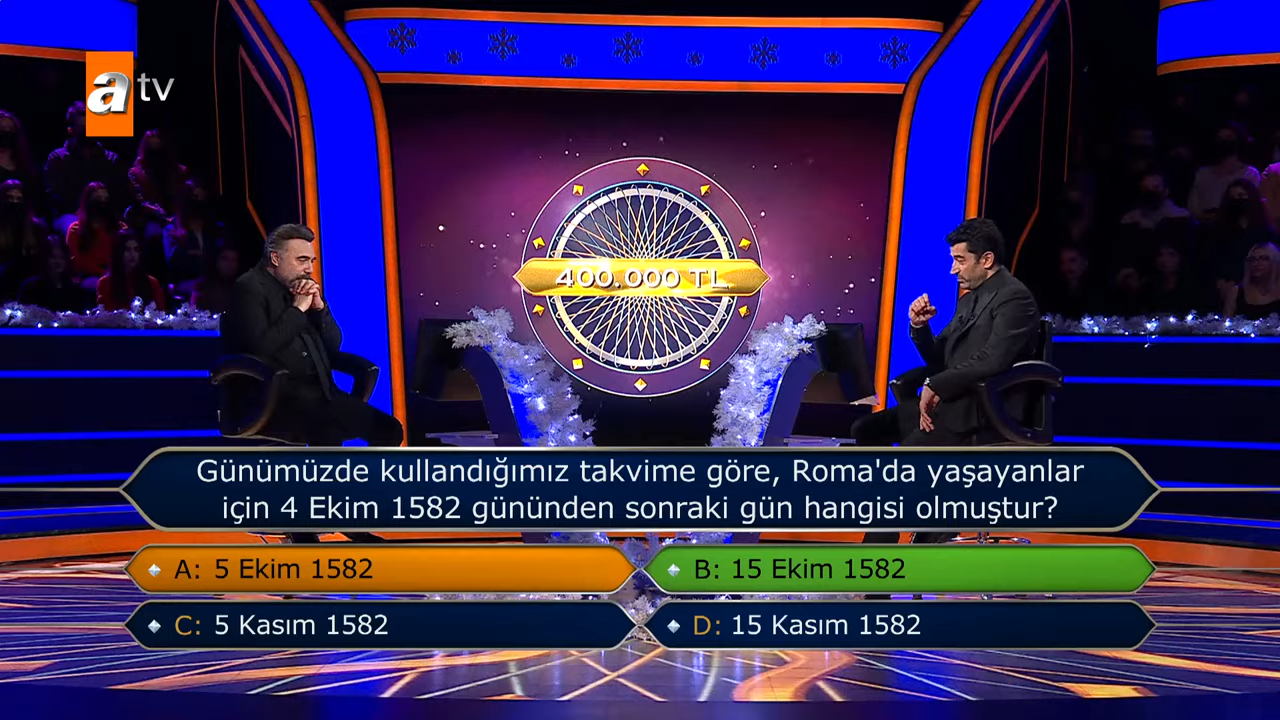 atv
400.000 TL
Günümüzde kullandığımız takvime göre, Roma'da yaşayanlar
için 4 Ekim 1582 gününden sonraki gün hangisi olmuştur?
A: 5 Ekim 1582
B: 15 Ekim 1582
C: 5 Kasım 1582
D: 15 Kasım 1582